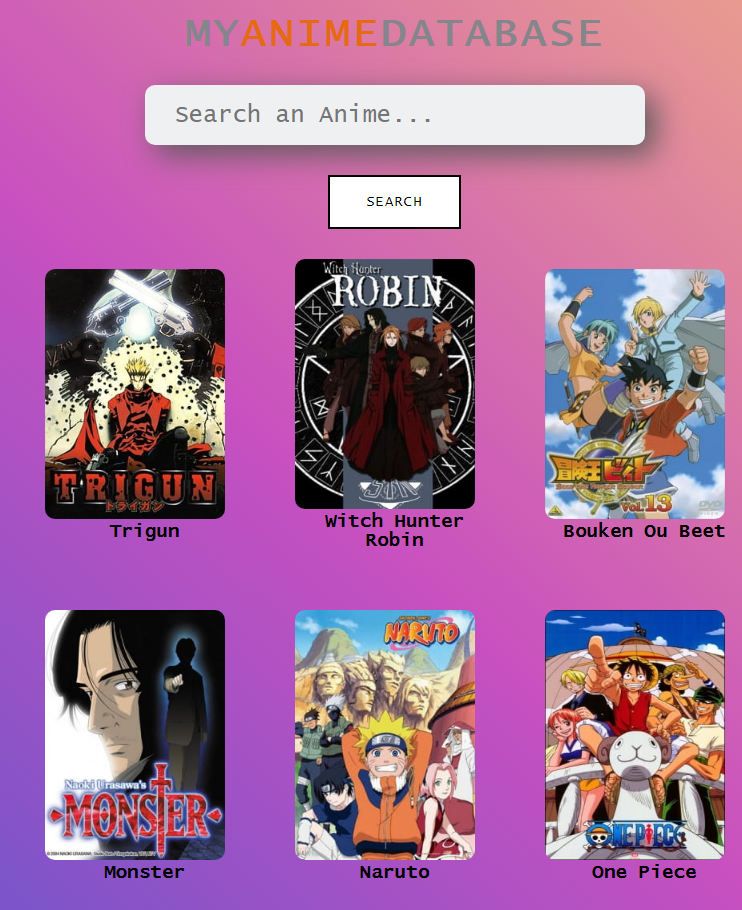 MYANIMEDATABASE
Search an Anime...
SEARCH
TRIGUN
トライガン
Trigun
Witch Hunter
ROBIN
Witch Hunter
Robin
冒険王ビィト
Vol.13
DVD
Bouken Ou Beet
Naoki Urasawa's
MONSTER
Monster
NARUTO
Naruto
ONE PIECE
One Piece